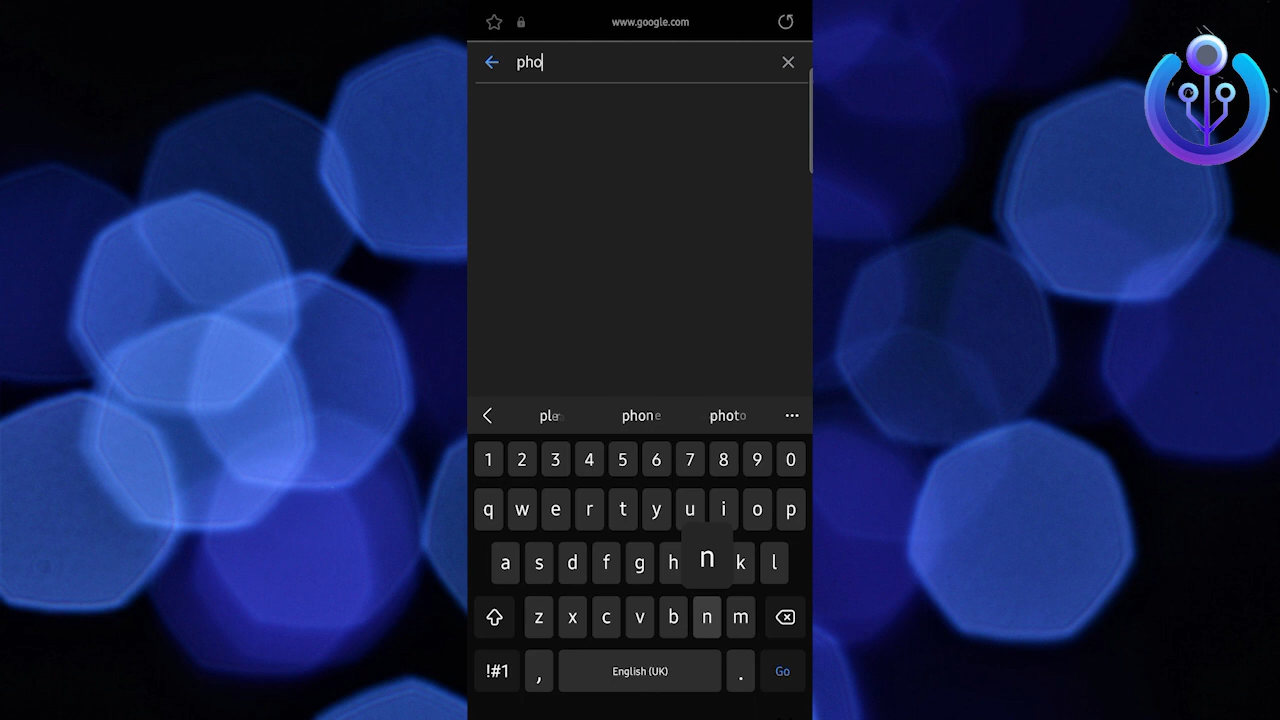 www.google.com
pho
phone photo
1 2 3 4 5 6 7 8 9 0
q w e r t y u i o p
a s d f g h n k l
z x c v b n m
!#1 , English (UK) . Go